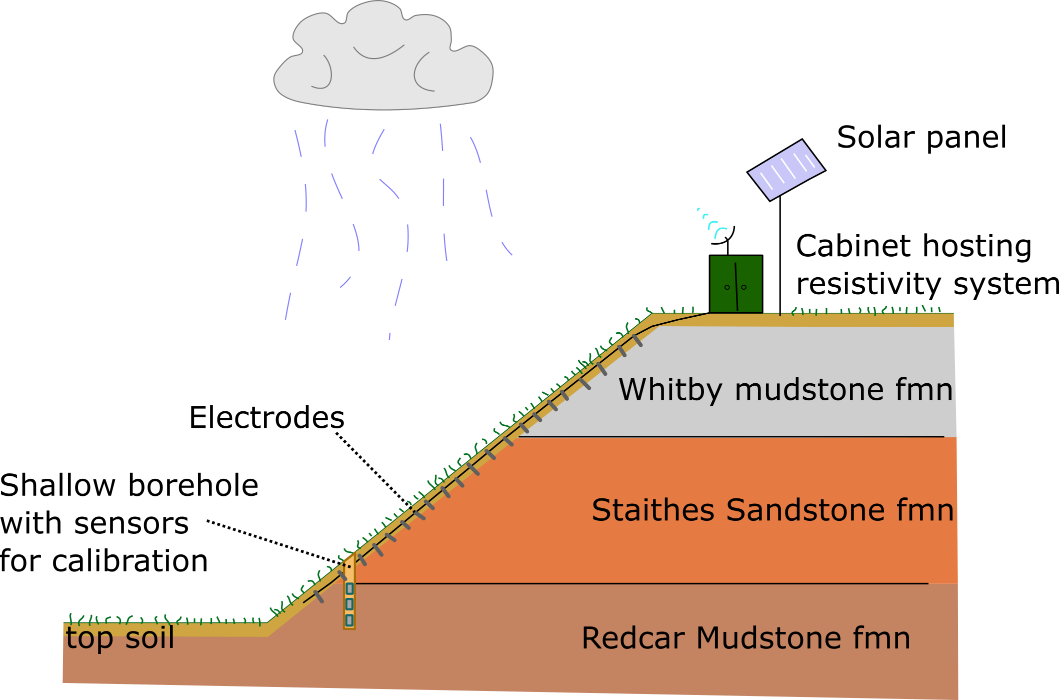 Solar panel
Cabinet hosting
resistivity system
Whitby mudstone fmn
Electrodes
Shallow borehole
with sensors
for calibration
Staithes Sandstone fmn
top soil
Redcar Mudstone fmn